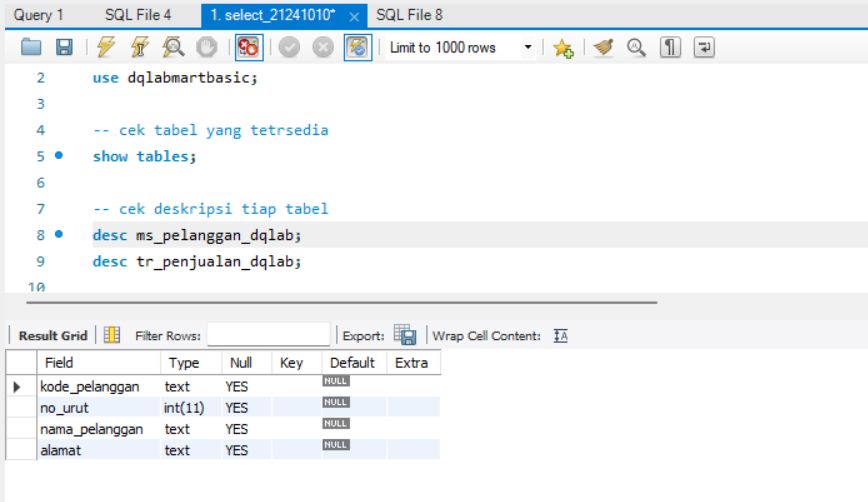 Query 1 SQL File 4 1. select_21241010* × SQL File 8
Limit to 1000 rows
2 use dqlabmartbasic;
3
4 -- cek tabel yang tetrsedia
5 show tables;
6
7 -- cek deskripsi tiap tabel
8 desc ms_pelanggan_dqlab;
9 desc tr_penjualan_dqlab;
10
Result Grid Filter Rows: Export: Wrap Cell Content: IA
Field Type Null Key Default Extra
kode_pelanggan text YES NULL
no_urut int(11) YES NULL
nama_pelanggan text YES NULL
alamat text YES NULL